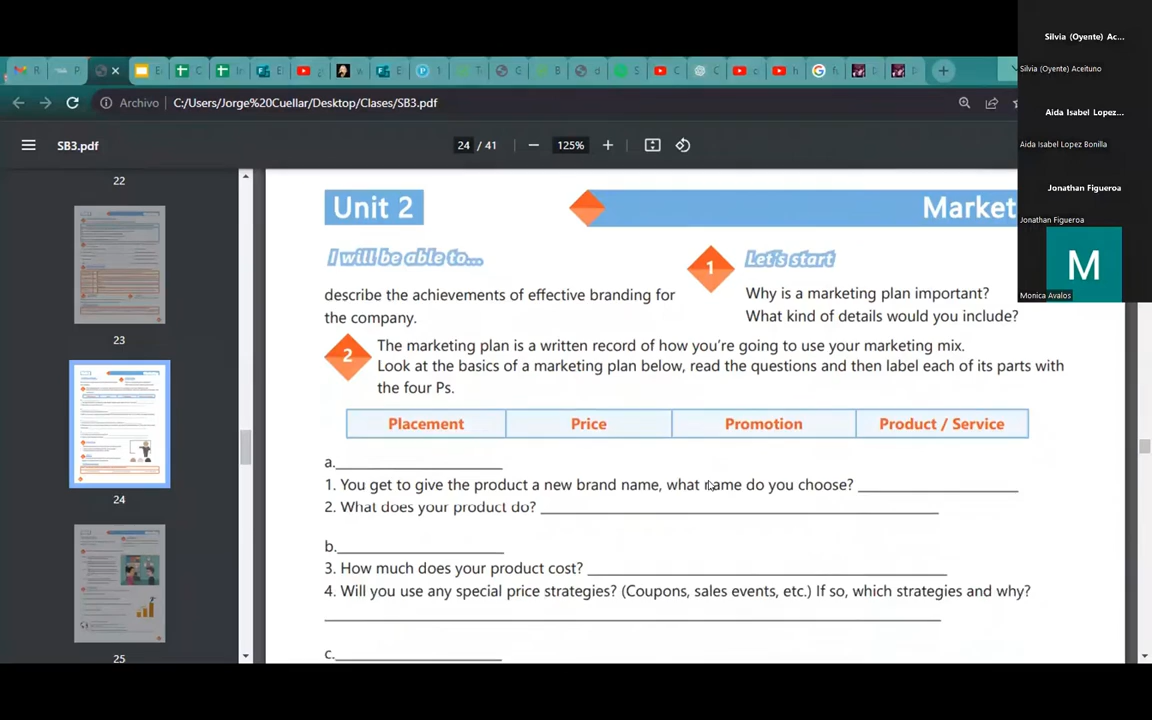 Silvia (Oyente) Ac...
Silvia (Oyente) Aceituno
Aida Isabel Lopez...
Aida Isabel Lopez Bonilla
Jonathan Figueroa
Jonathan Figueroa
M
Monica Avalos
Archivo
C:/Users/Jorge%20Cuellar/Desktop/Clases/SB3.pdf
SB3.pdf
24 / 41
125%
22
23
24
25
Unit 2
Market
I will be able to...
describe the achievements of effective branding for
the company.
1
Let's start
Why is a marketing plan important?
What kind of details would you include?
2
The marketing plan is a written record of how you're going to use your marketing mix.
Look at the basics of a marketing plan below, read the questions and then label each of its parts with
the four Ps.
Placement Price Promotion Product / Service
a.
1. You get to give the product a new brand name, what name do you choose?
2. What does your product do?
b.
3. How much does your product cost?
4. Will you use any special price strategies? (Coupons, sales events, etc.) If so, which strategies and why?
c.